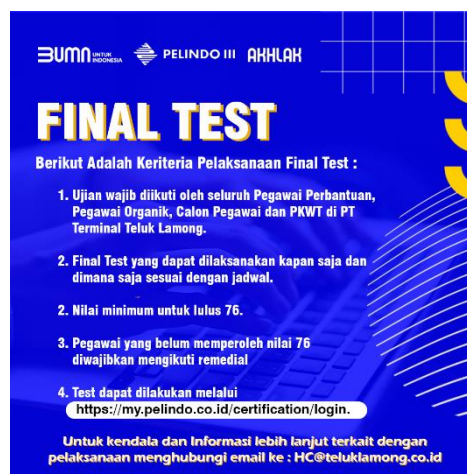 BUMN UNTUK INDONESIA PELINDO III AKHLAK
FINAL TEST
Berikut Adalah Keriteria Pelaksanaan Final Test :
1. Ujian wajib diikuti oleh seluruh Pegawai Perbantuan,
Pegawai Organik, Calon Pegawai dan PKWT di PT
Terminal Teluk Lamong.
2. Final Test yang dapat dilaksanakan kapan saja dan
dimana saja sesuai dengan jadwal.
2. Nilai minimum untuk lulus 76.
3. Pegawai yang belum memperoleh nilai 76
diwajibkan mengikuti remedial
4. Test dapat dilakukan melalui
https://my.pelindo.co.id/certification/login.
Untuk kendala dan Informasi lebih lanjut terkait dengan
pelaksanaan menghubungi email ke : HC@teluklamong.co.id